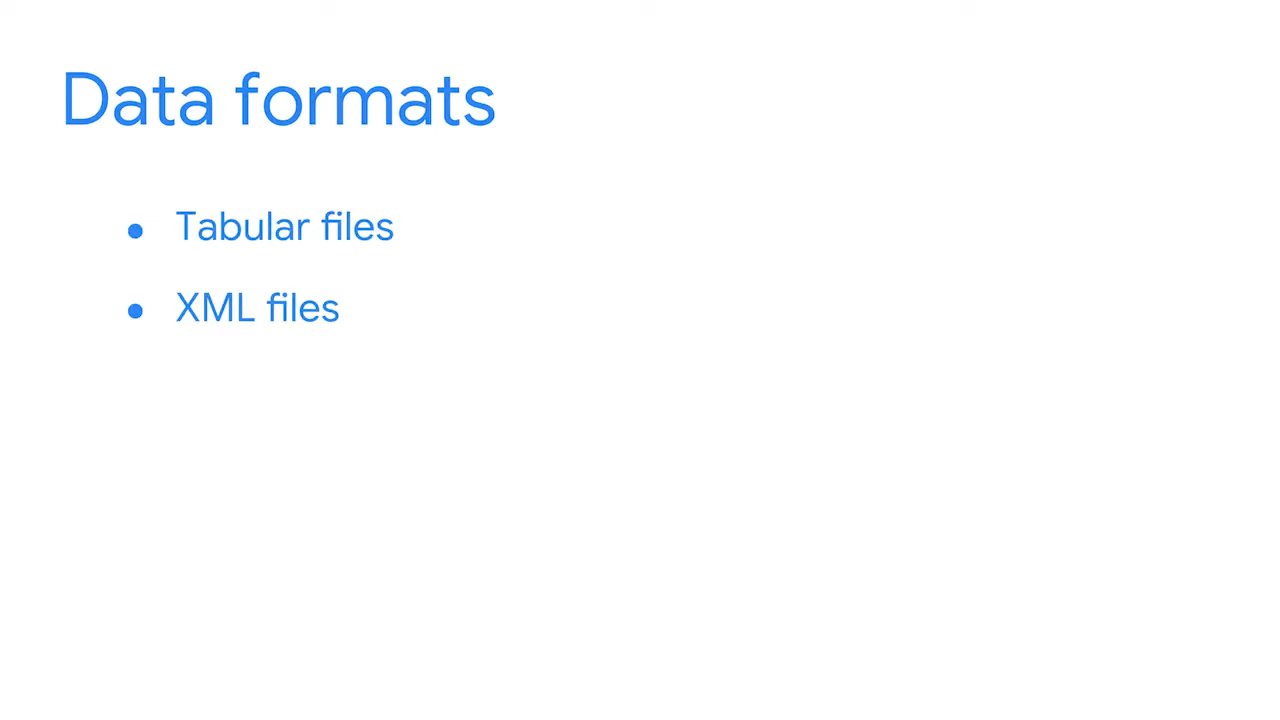 Data formats
● Tabular files
● XML files